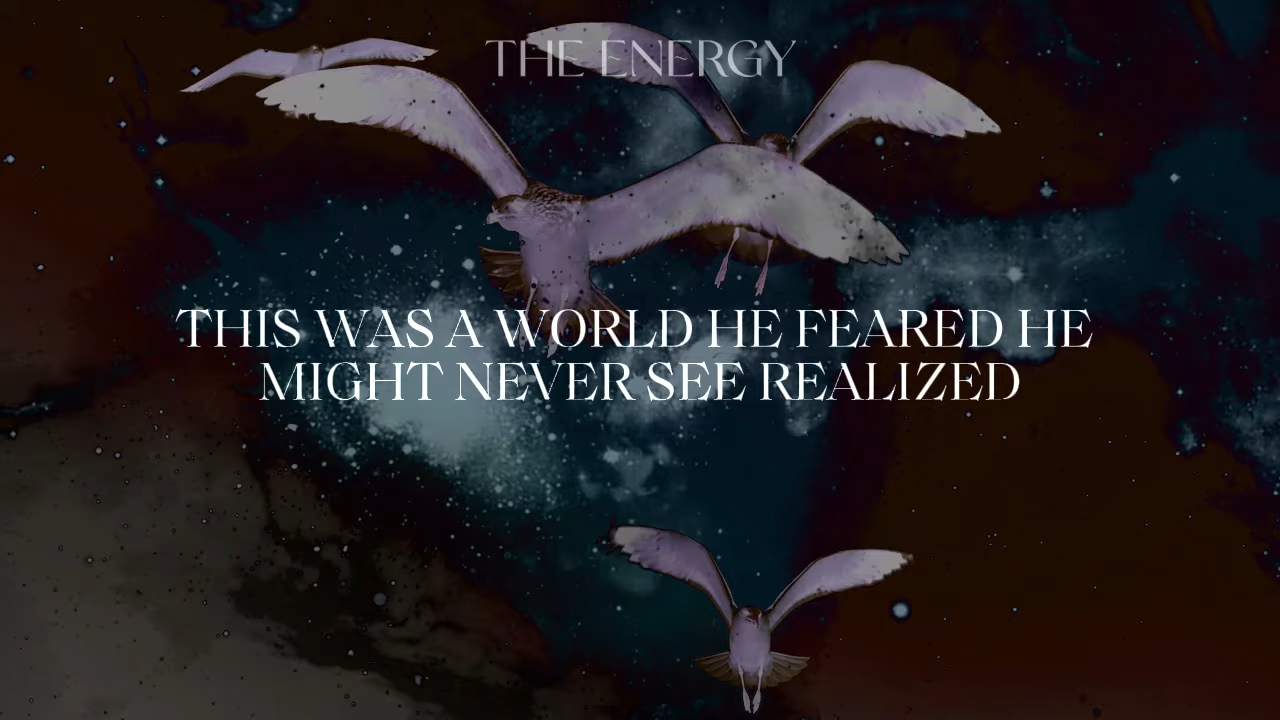 THE ENERGY
THIS WAS A WORLD HE FEARED HE
MIGHT NEVER SEE REALIZED